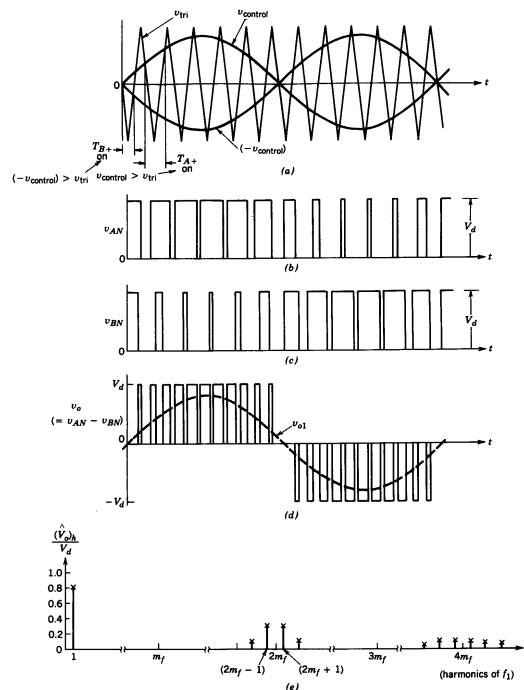 v_tri
v_control
0
t
T_B+
on
T_A+
on
(-v_control)
(-v_control) > v_tri v_control > v_tri
(a)
v_AN
V_d
0
t
(b)
v_BN
V_d
0
t
(c)
V_d
v_o
(= v_AN − v_BN)
v_o1
0
t
−V_d
(d)
(V̂_o)_h
V_d
1.0
0.8
0.6
0.4
0.2
0
1
m_f
2m_f
3m_f
4m_f
(2m_f − 1)
(2m_f + 1)
(harmonics of f_1)
(e)